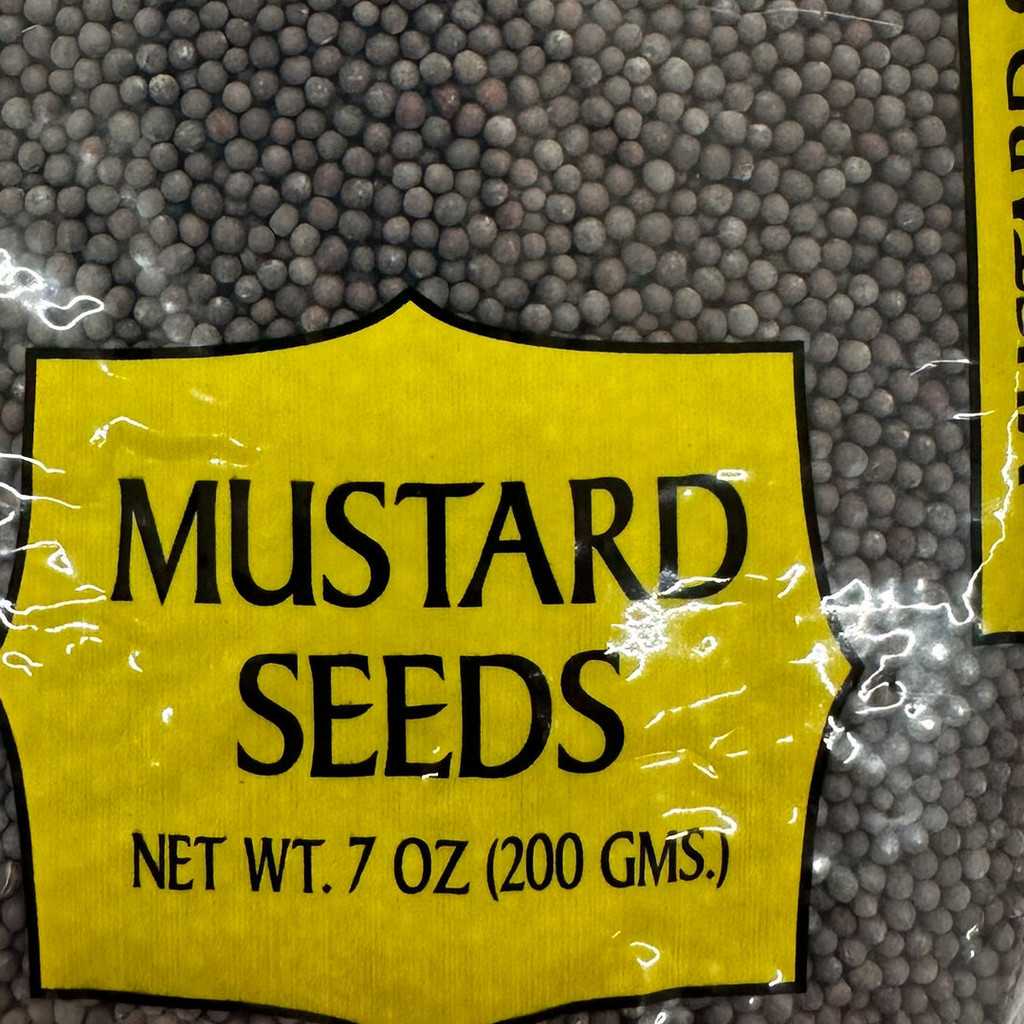 MUSTARD
SEEDS
NET WT. 7 OZ (200 GMS.)